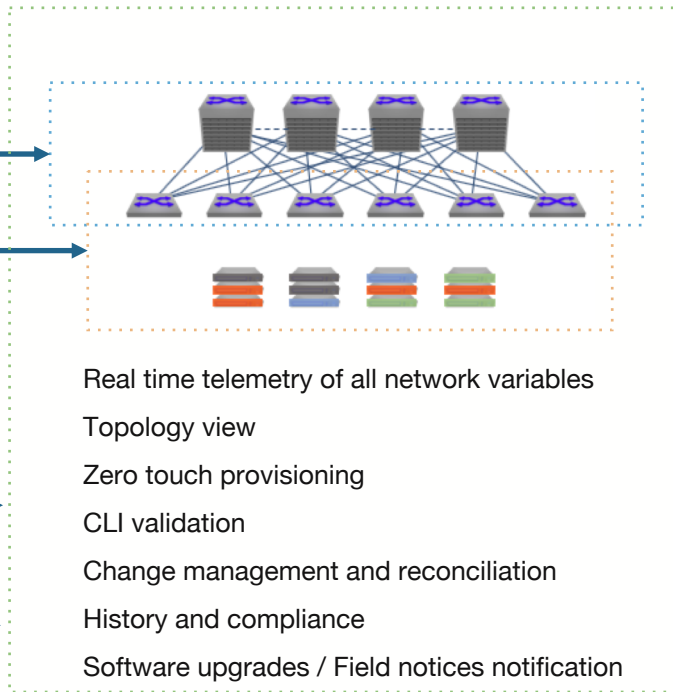 Real time telemetry of all network variables
Topology view
Zero touch provisioning
CLI validation
Change management and reconciliation
History and compliance
Software upgrades / Field notices notification